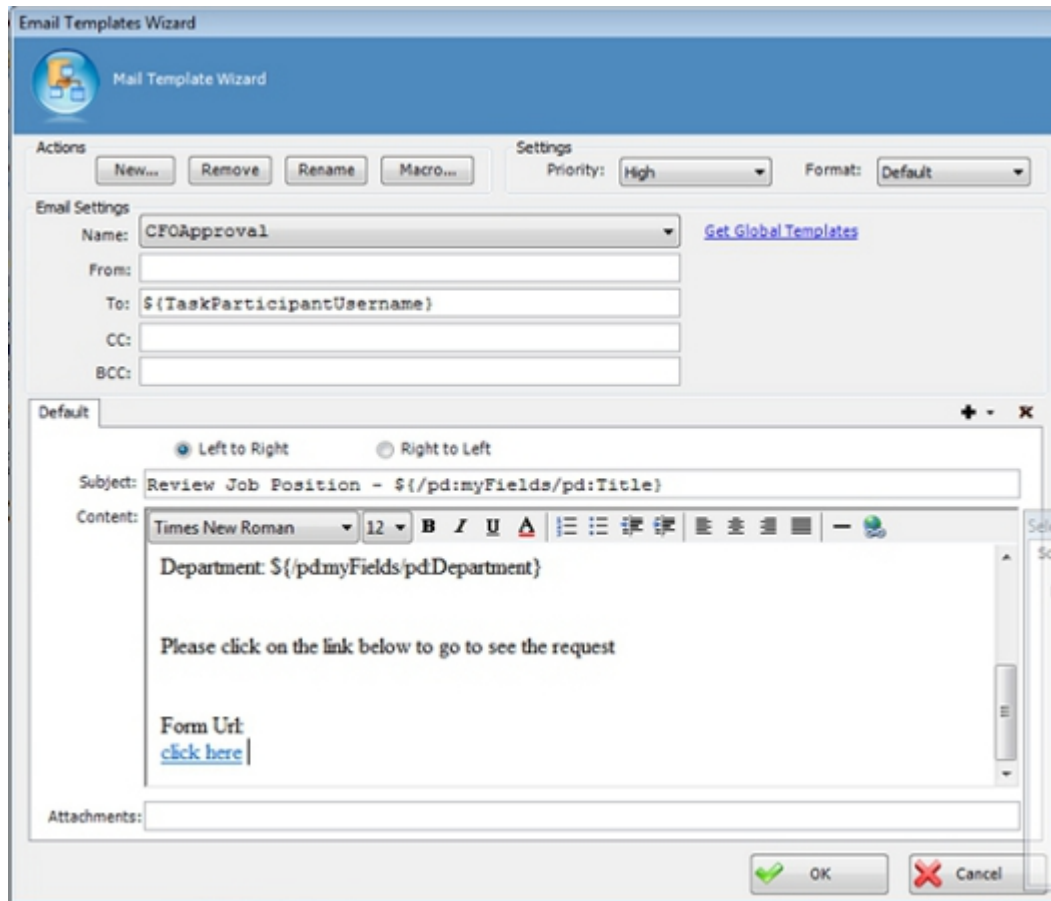 Email Templates Wizard
Mail Template Wizard
Actions
Settings
New... Remove Rename Macro... Priority: High Format: Default
Email Settings
Name: CFOApproval Get Global Templates
From:
To: ${TaskParticipantUsername}
CC:
BCC:
Default
Left to Right Right to Left
Subject: Review Job Position - ${/pd:myFields/pd:Title}
Content: Times New Roman 12 B I U A
Department: ${/pd:myFields/pd:Department}
Please click on the link below to go to see the request
Form Url:
click here
Attachments:
OK Cancel